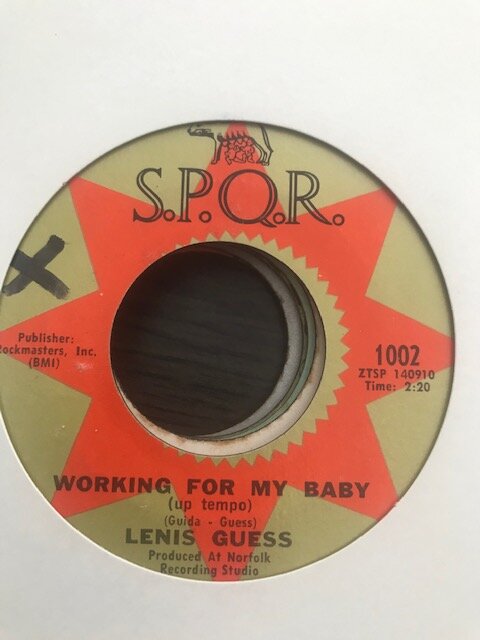 S.P.Q.R.
Publisher:
ockmasters, Inc.
(BMI)
1002
ZTSP 140910
Time: 2:20
WORKING FOR MY BABY
(up tempo)
(Guida - Guess)
LENIS GUESS
Produced At Norfolk
Recording Studio